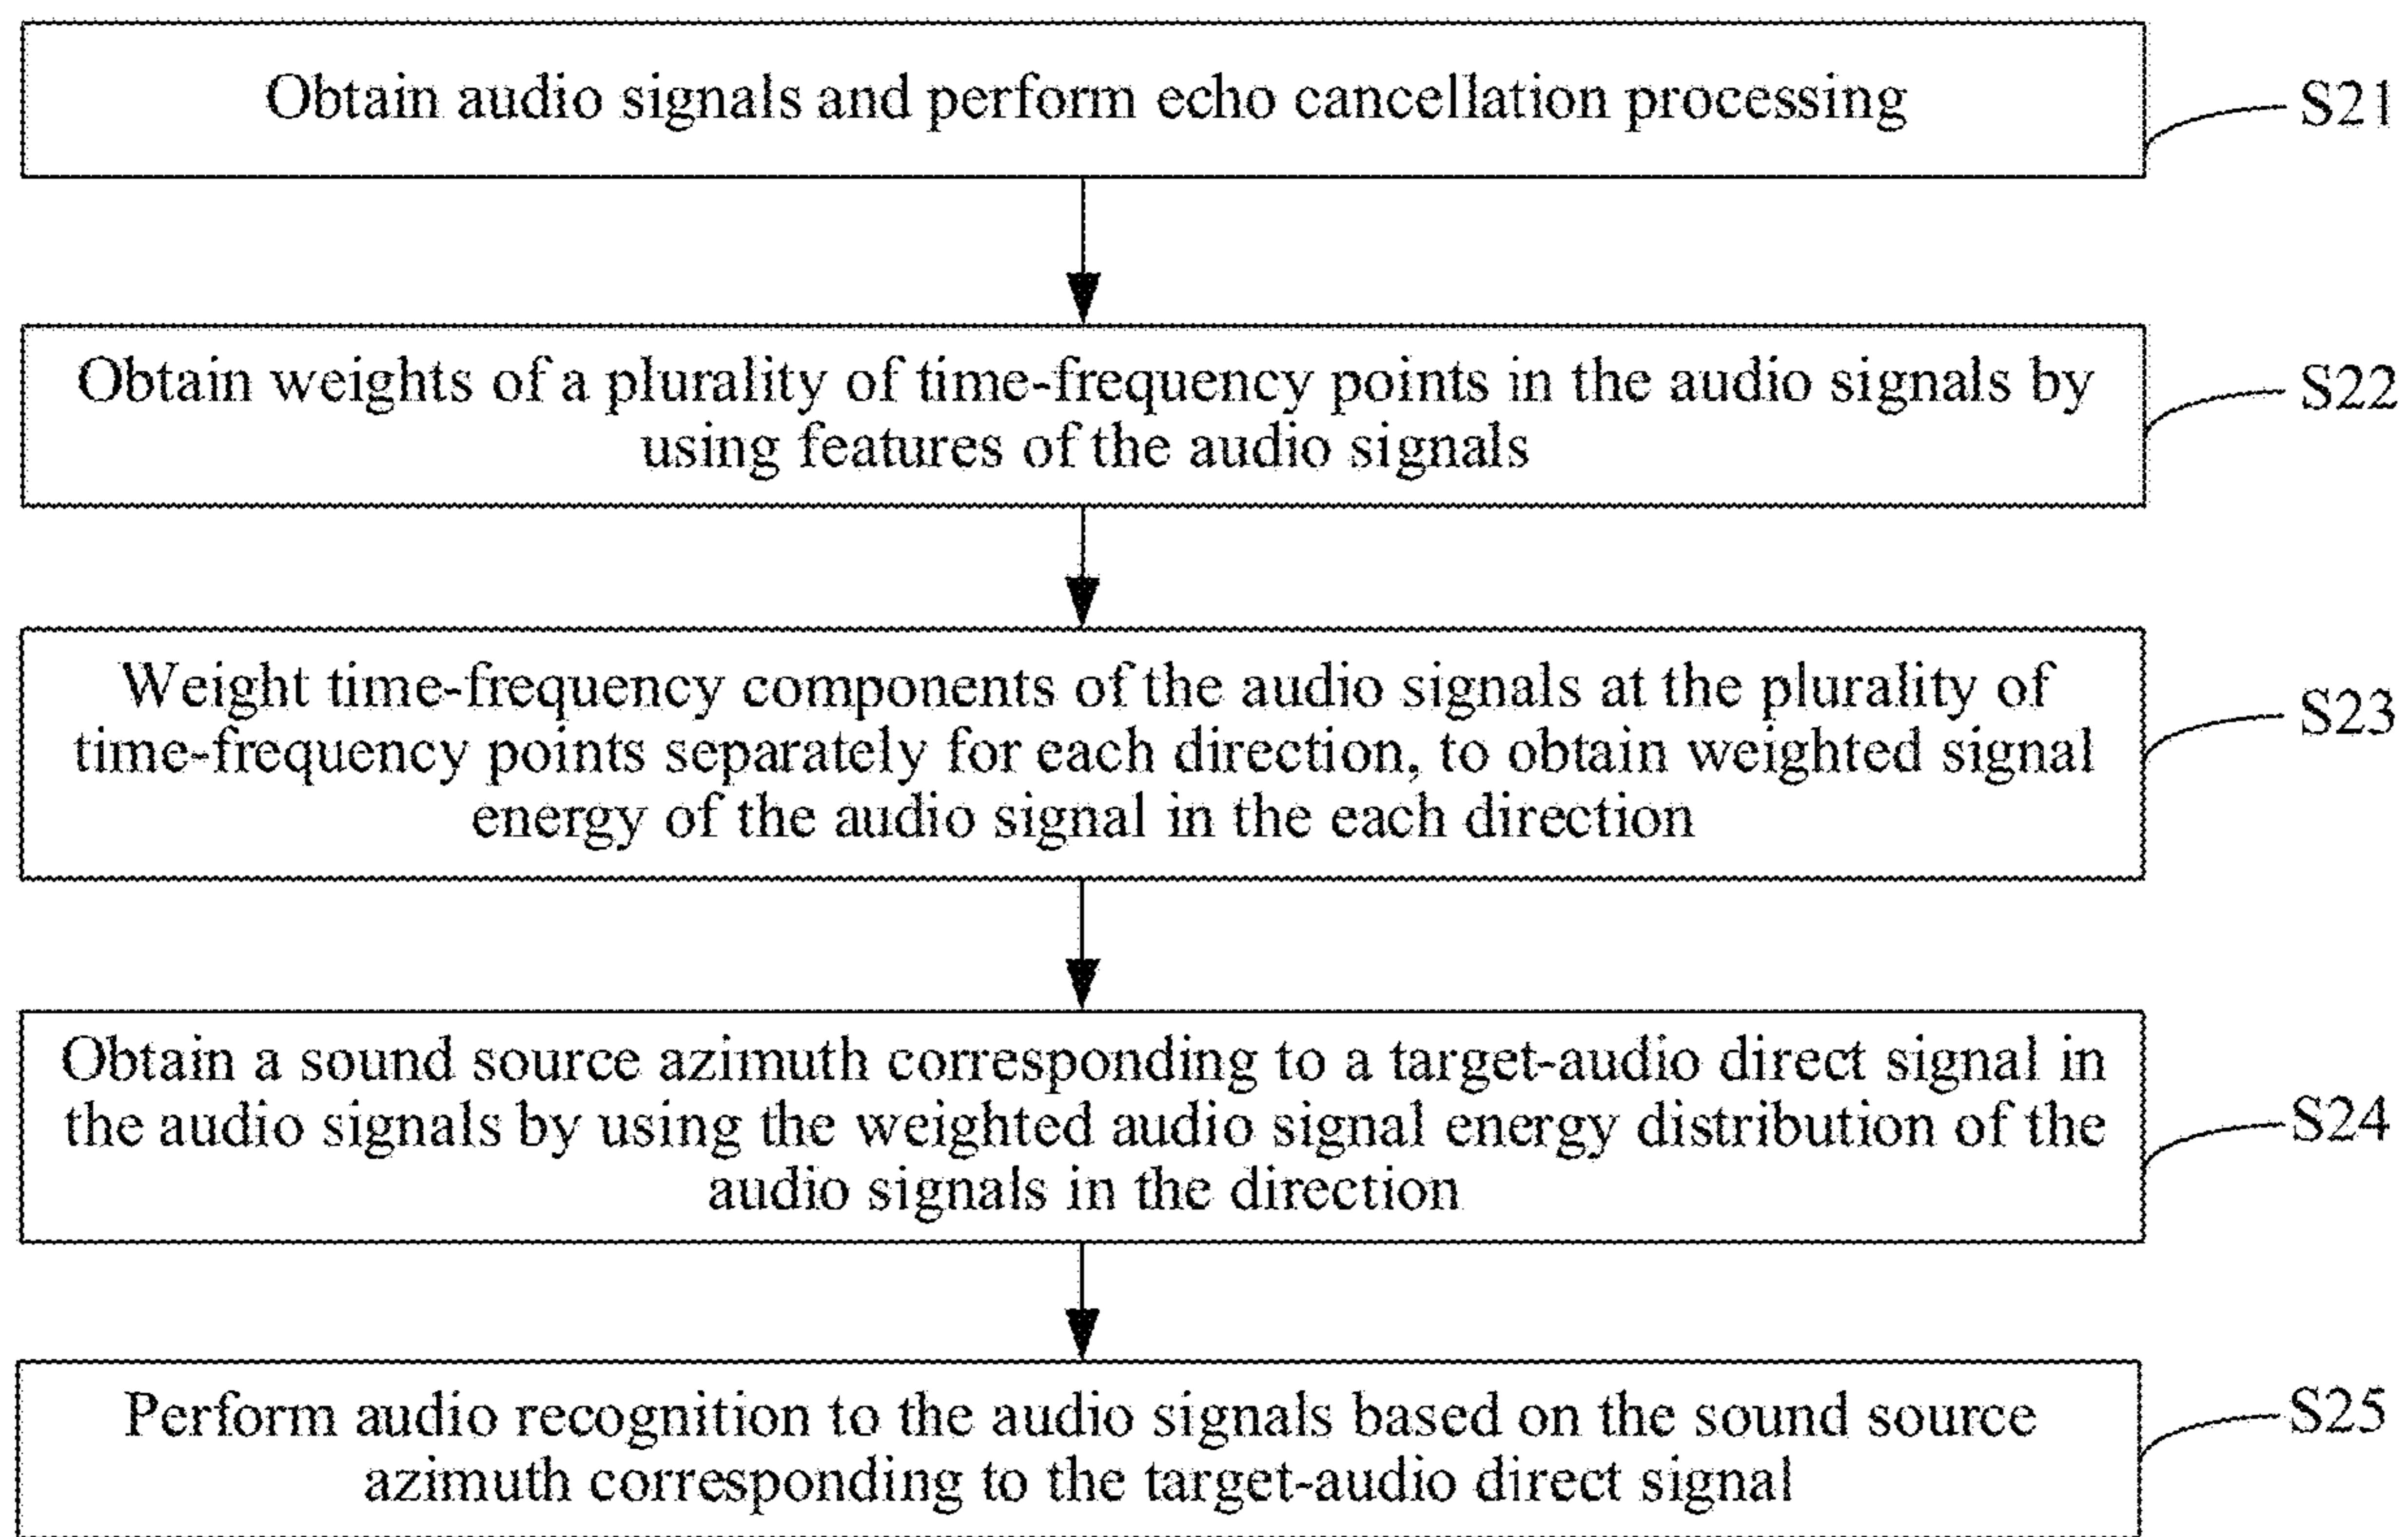 Obtain audio signals and perform echo cancellation processing
S21
Obtain weights of a plurality of time-frequency points in the audio signals by
using features of the audio signals
S22
Weight time-frequency components of the audio signals at the plurality of
time-frequency points separately for each direction, to obtain weighted signal
energy of the audio signal in the each direction
S23
Obtain a sound source azimuth corresponding to a target-audio direct signal in
the audio signals by using the weighted audio signal energy distribution of the
audio signals in the direction
S24
Perform audio recognition to the audio signals based on the sound source
azimuth corresponding to the target-audio direct signal
S25